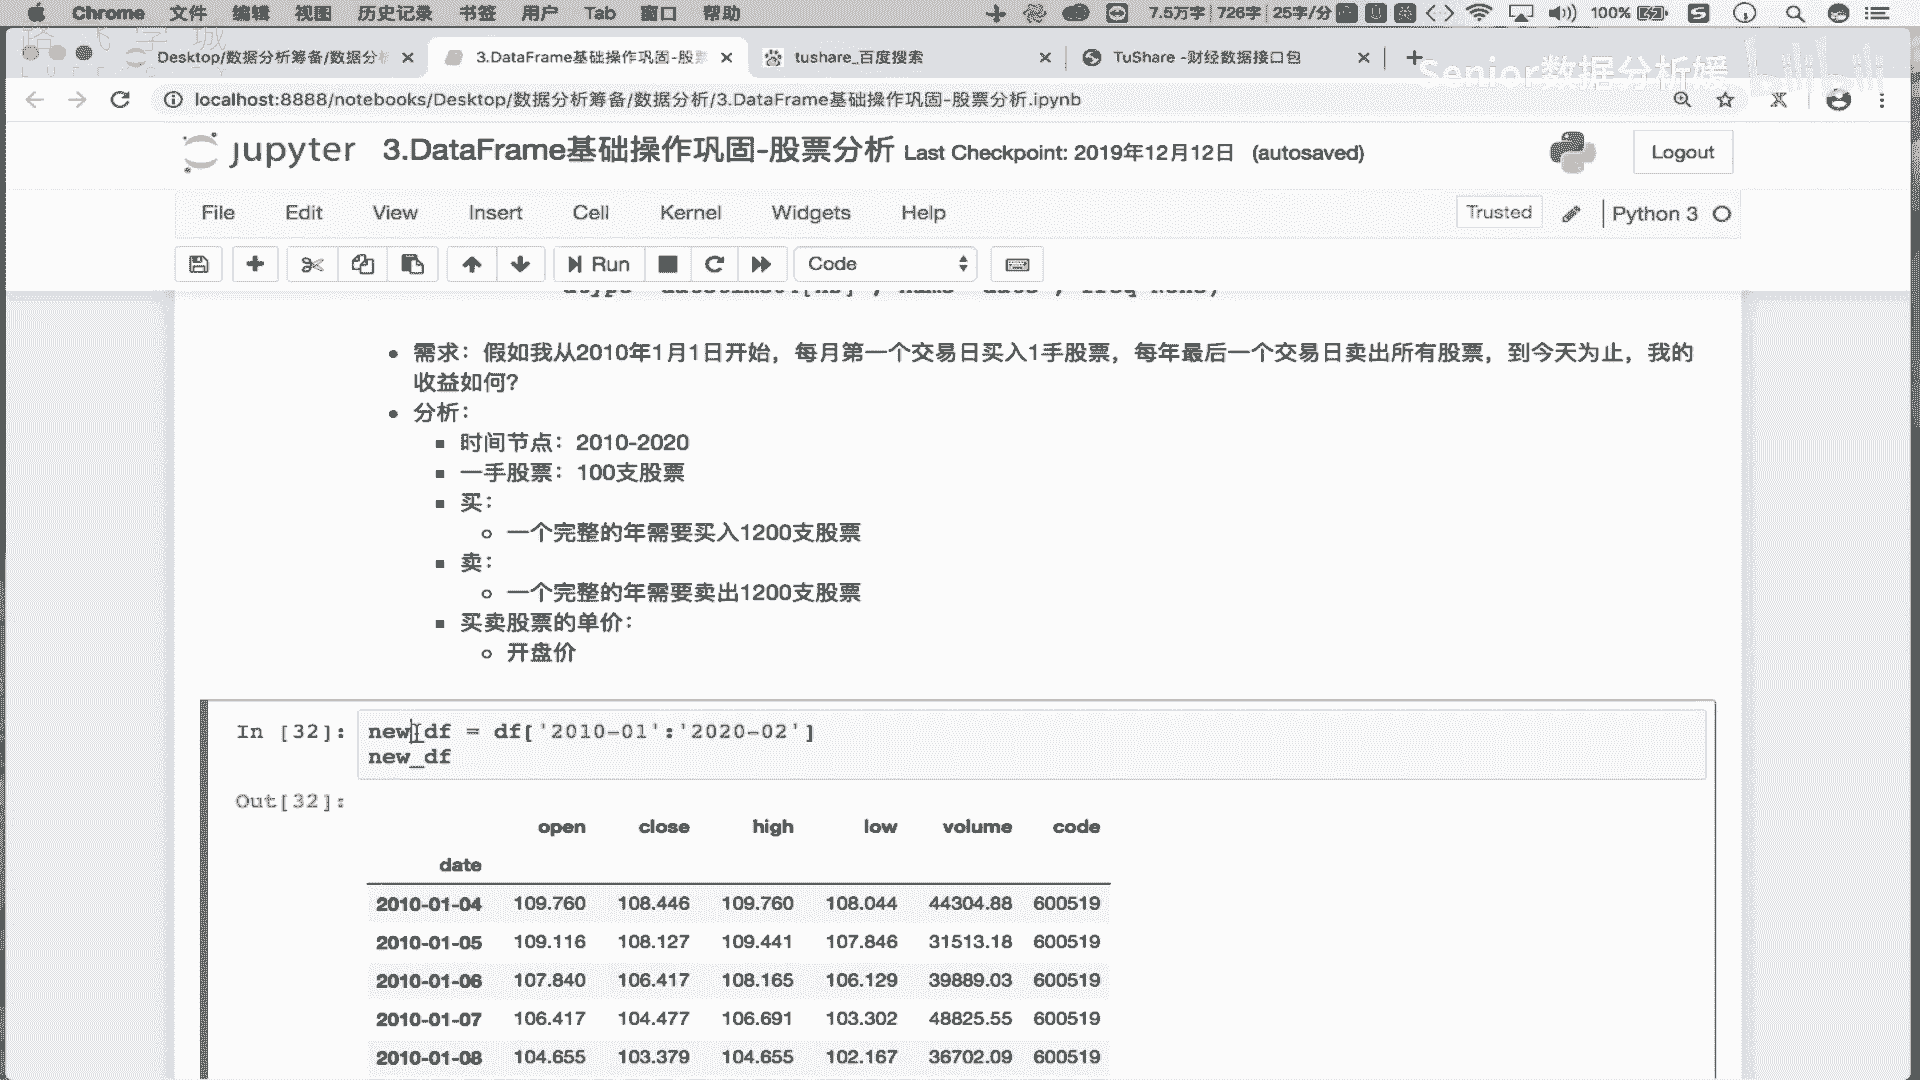 Chrome 文件 编辑 视图 历史记录 书签 用户 Tab 窗口 帮助 7.5万字 726字 25字/分 100%
Desktop/数据分析筹备/数据分析 3.DataFrame基础操作巩固-股票 tushare_百度搜索 TuShare -财经数据接口包
Senior数据分析媛 bilibili
localhost:8888/notebooks/Desktop/数据分析筹备/数据分析/3.DataFrame基础操作巩固-股票分析.ipynb
jupyter 3.DataFrame基础操作巩固-股票分析 Last Checkpoint: 2019年12月12日 (autosaved) Logout
File Edit View Insert Cell Kernel Widgets Help Trusted Python 3
Run Code
需求：假如我从2010年1月1日开始，每月第一个交易日买入1手股票，每年最后一个交易日卖出所有股票，到今天为止，我的
收益如何？
分析：
时间节点：2010-2020
一手股票：100支股票
买：
一个完整的年需要买入1200支股票
卖：
一个完整的年需要卖出1200支股票
买卖股票的单价：
开盘价
In [32]: new_df = df['2010-01':'2020-02']
new_df
Out[32]:
open close high low volume code
date
2010-01-04 109.760 108.446 109.760 108.044 44304.88 600519
2010-01-05 109.116 108.127 109.441 107.846 31513.18 600519
2010-01-06 107.840 106.417 108.165 106.129 39889.03 600519
2010-01-07 106.417 104.477 106.691 103.302 48825.55 600519
2010-01-08 104.655 103.379 104.655 102.167 36702.09 600519